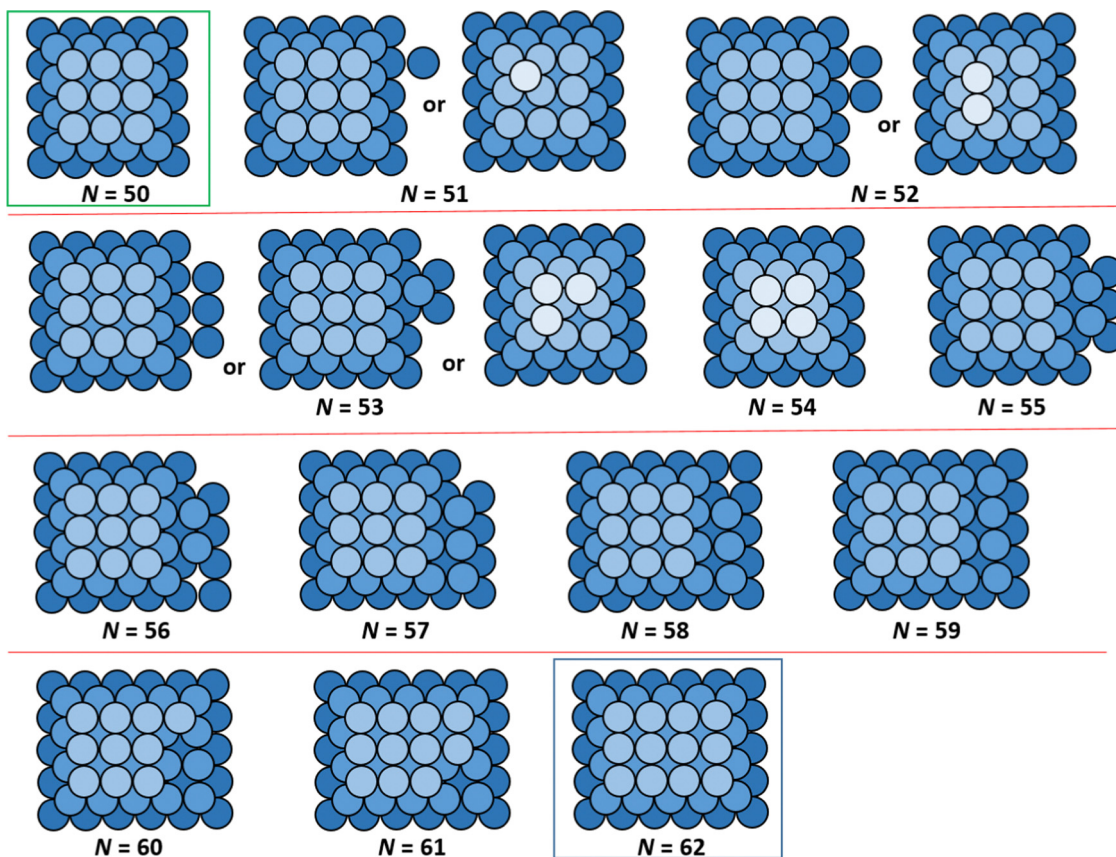 or
or
N = 50
N = 51
N = 52
or
or
N = 53
N = 54
N = 55
N = 56
N = 57
N = 58
N = 59
N = 60
N = 61
N = 62